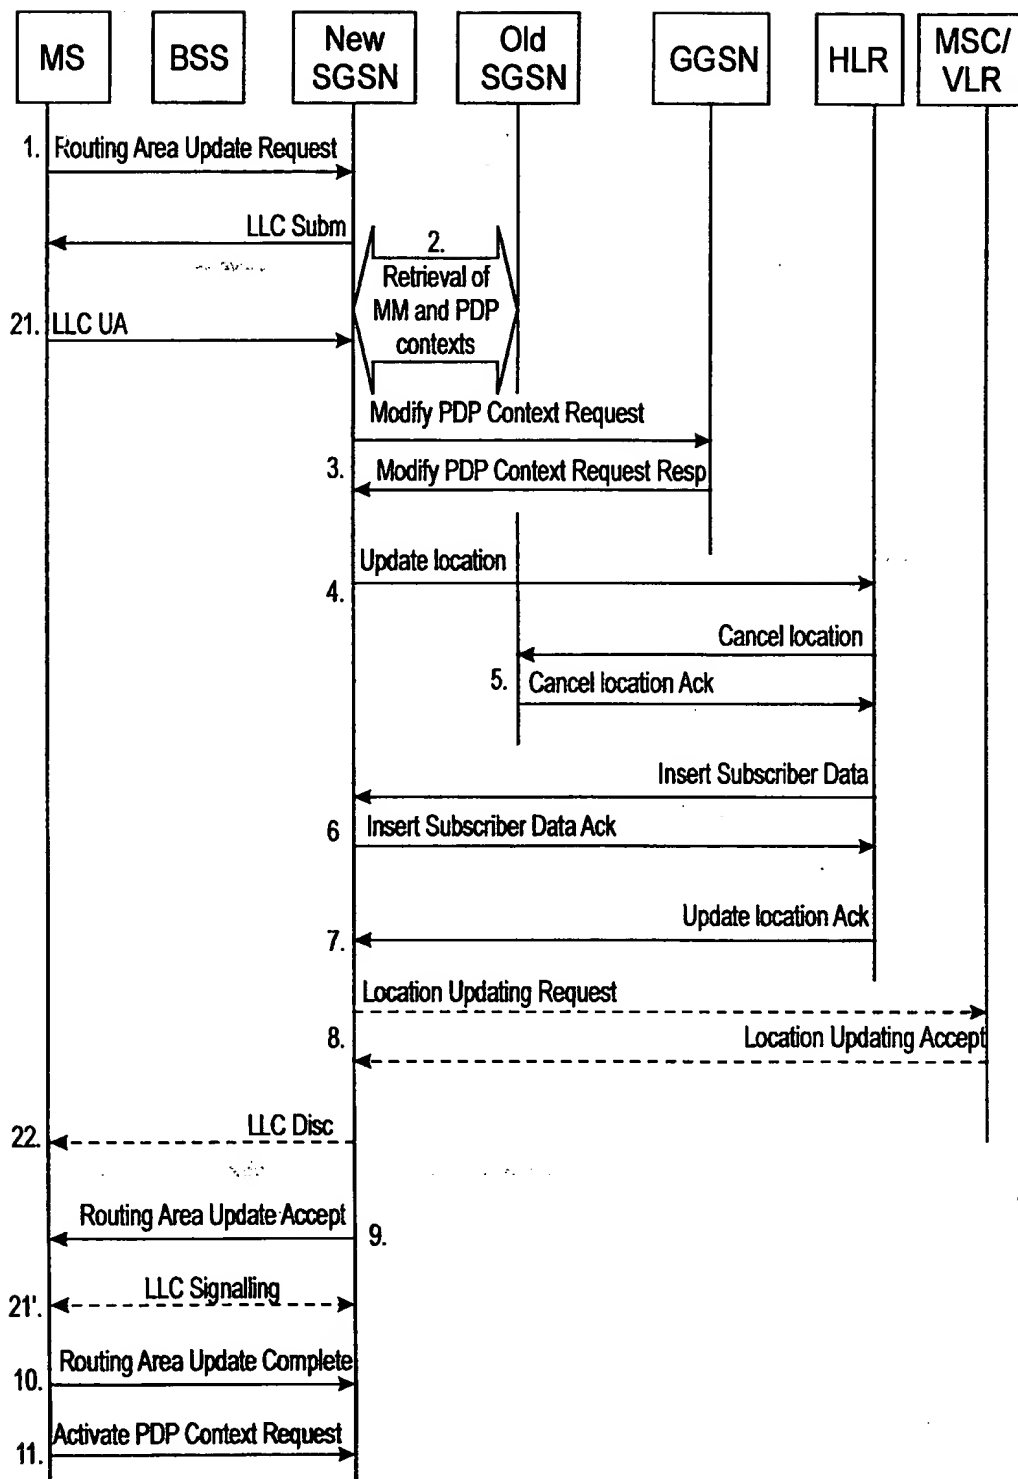 MS
BSS
New
SGSN
Old
SGSN
GGSN
HLR
MSC/
VLR
1. Routing Area Update Request
LLC Subm
2.
Retrieval of
MM and PDP
contexts
21. LLC UA
Modify PDP Context Request
3. Modify PDP Context Request Resp
Update location
4.
Cancel location
5. Cancel location Ack
Insert Subscriber Data
6 Insert Subscriber Data Ack
Update location Ack
7.
Location Updating Request
8. Location Updating Accept
LLC Disc
22.
Routing Area Update Accept
9.
LLC Signalling
21'.
Routing Area Update Complete
10.
Activate PDP Context Request
11.